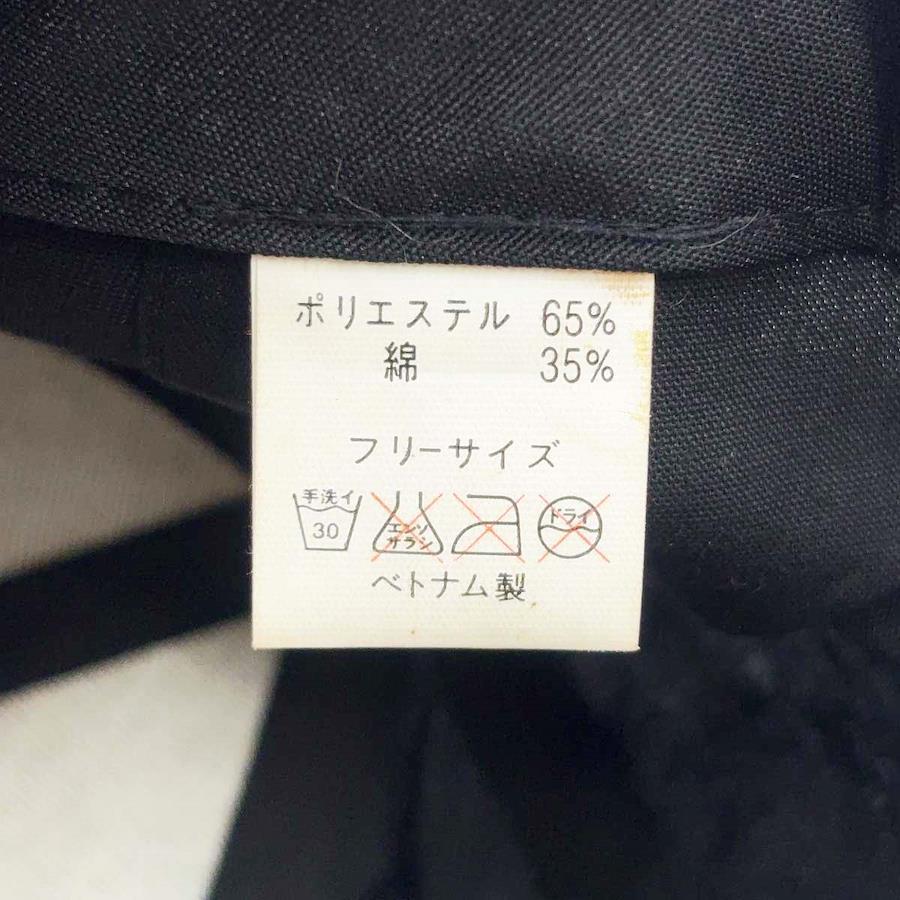 ポリエステル 65%
綿 35%
フリーサイズ
手洗イ 30 エンソサラシ ドライ
ベトナム製